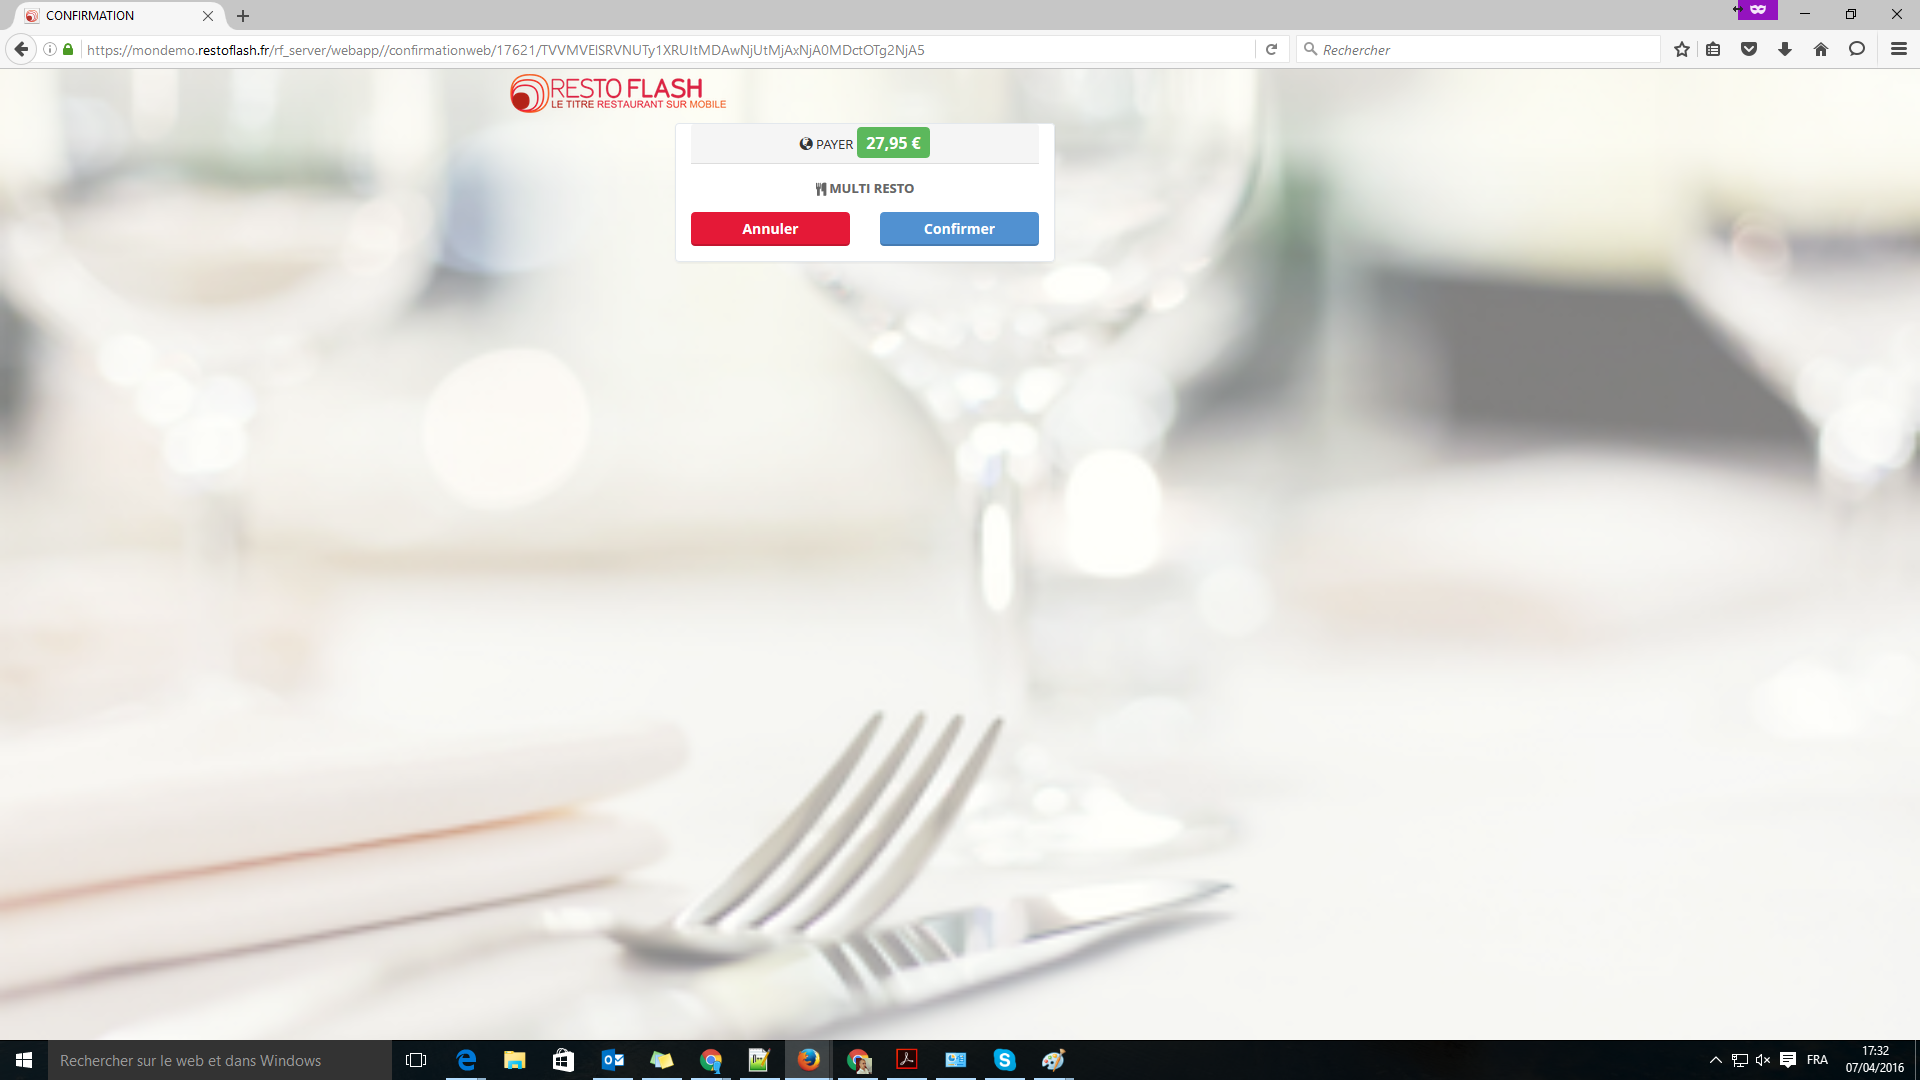 CONFIRMATION
https://mondemo.restoflash.fr/rf_server/webapp//confirmationweb/17621/TVVMVElSRVNUTy1XRUItMDAwNjUtMjAxNjA0MDctOTg2NjA5
Rechercher
RESTO FLASH
LE TITRE RESTAURANT SUR MOBILE
PAYER 27,95 €
MULTI RESTO
Annuler
Confirmer
Rechercher sur le web et dans Windows
FRA
17:32
07/04/2016